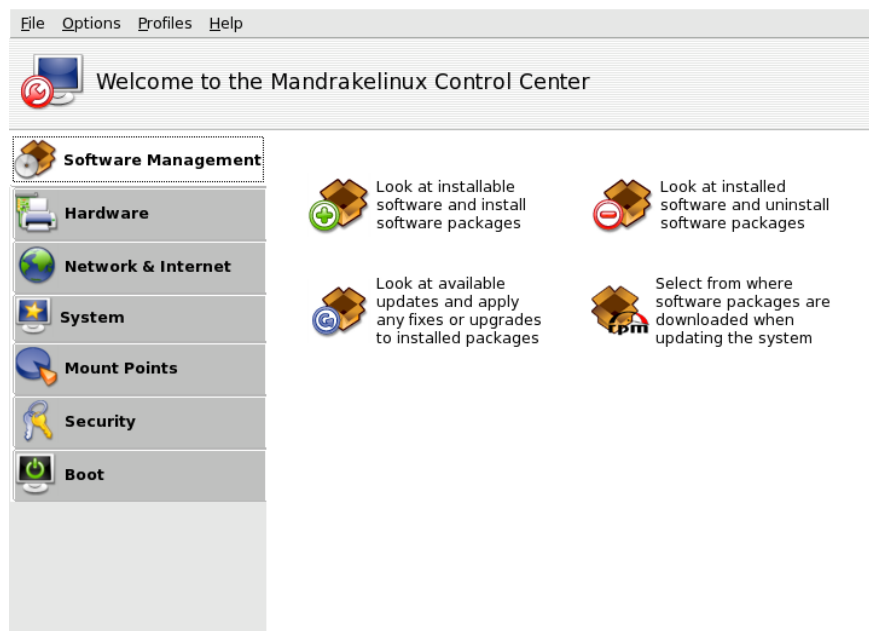 File Options Profiles Help
Welcome to the Mandrakelinux Control Center
Software Management
Hardware
Network & Internet
System
Mount Points
Security
Boot
Look at installable
software and install
software packages
Look at installed
software and uninstall
software packages
Look at available
updates and apply
any fixes or upgrades
to installed packages
rpm
Select from where
software packages are
downloaded when
updating the system